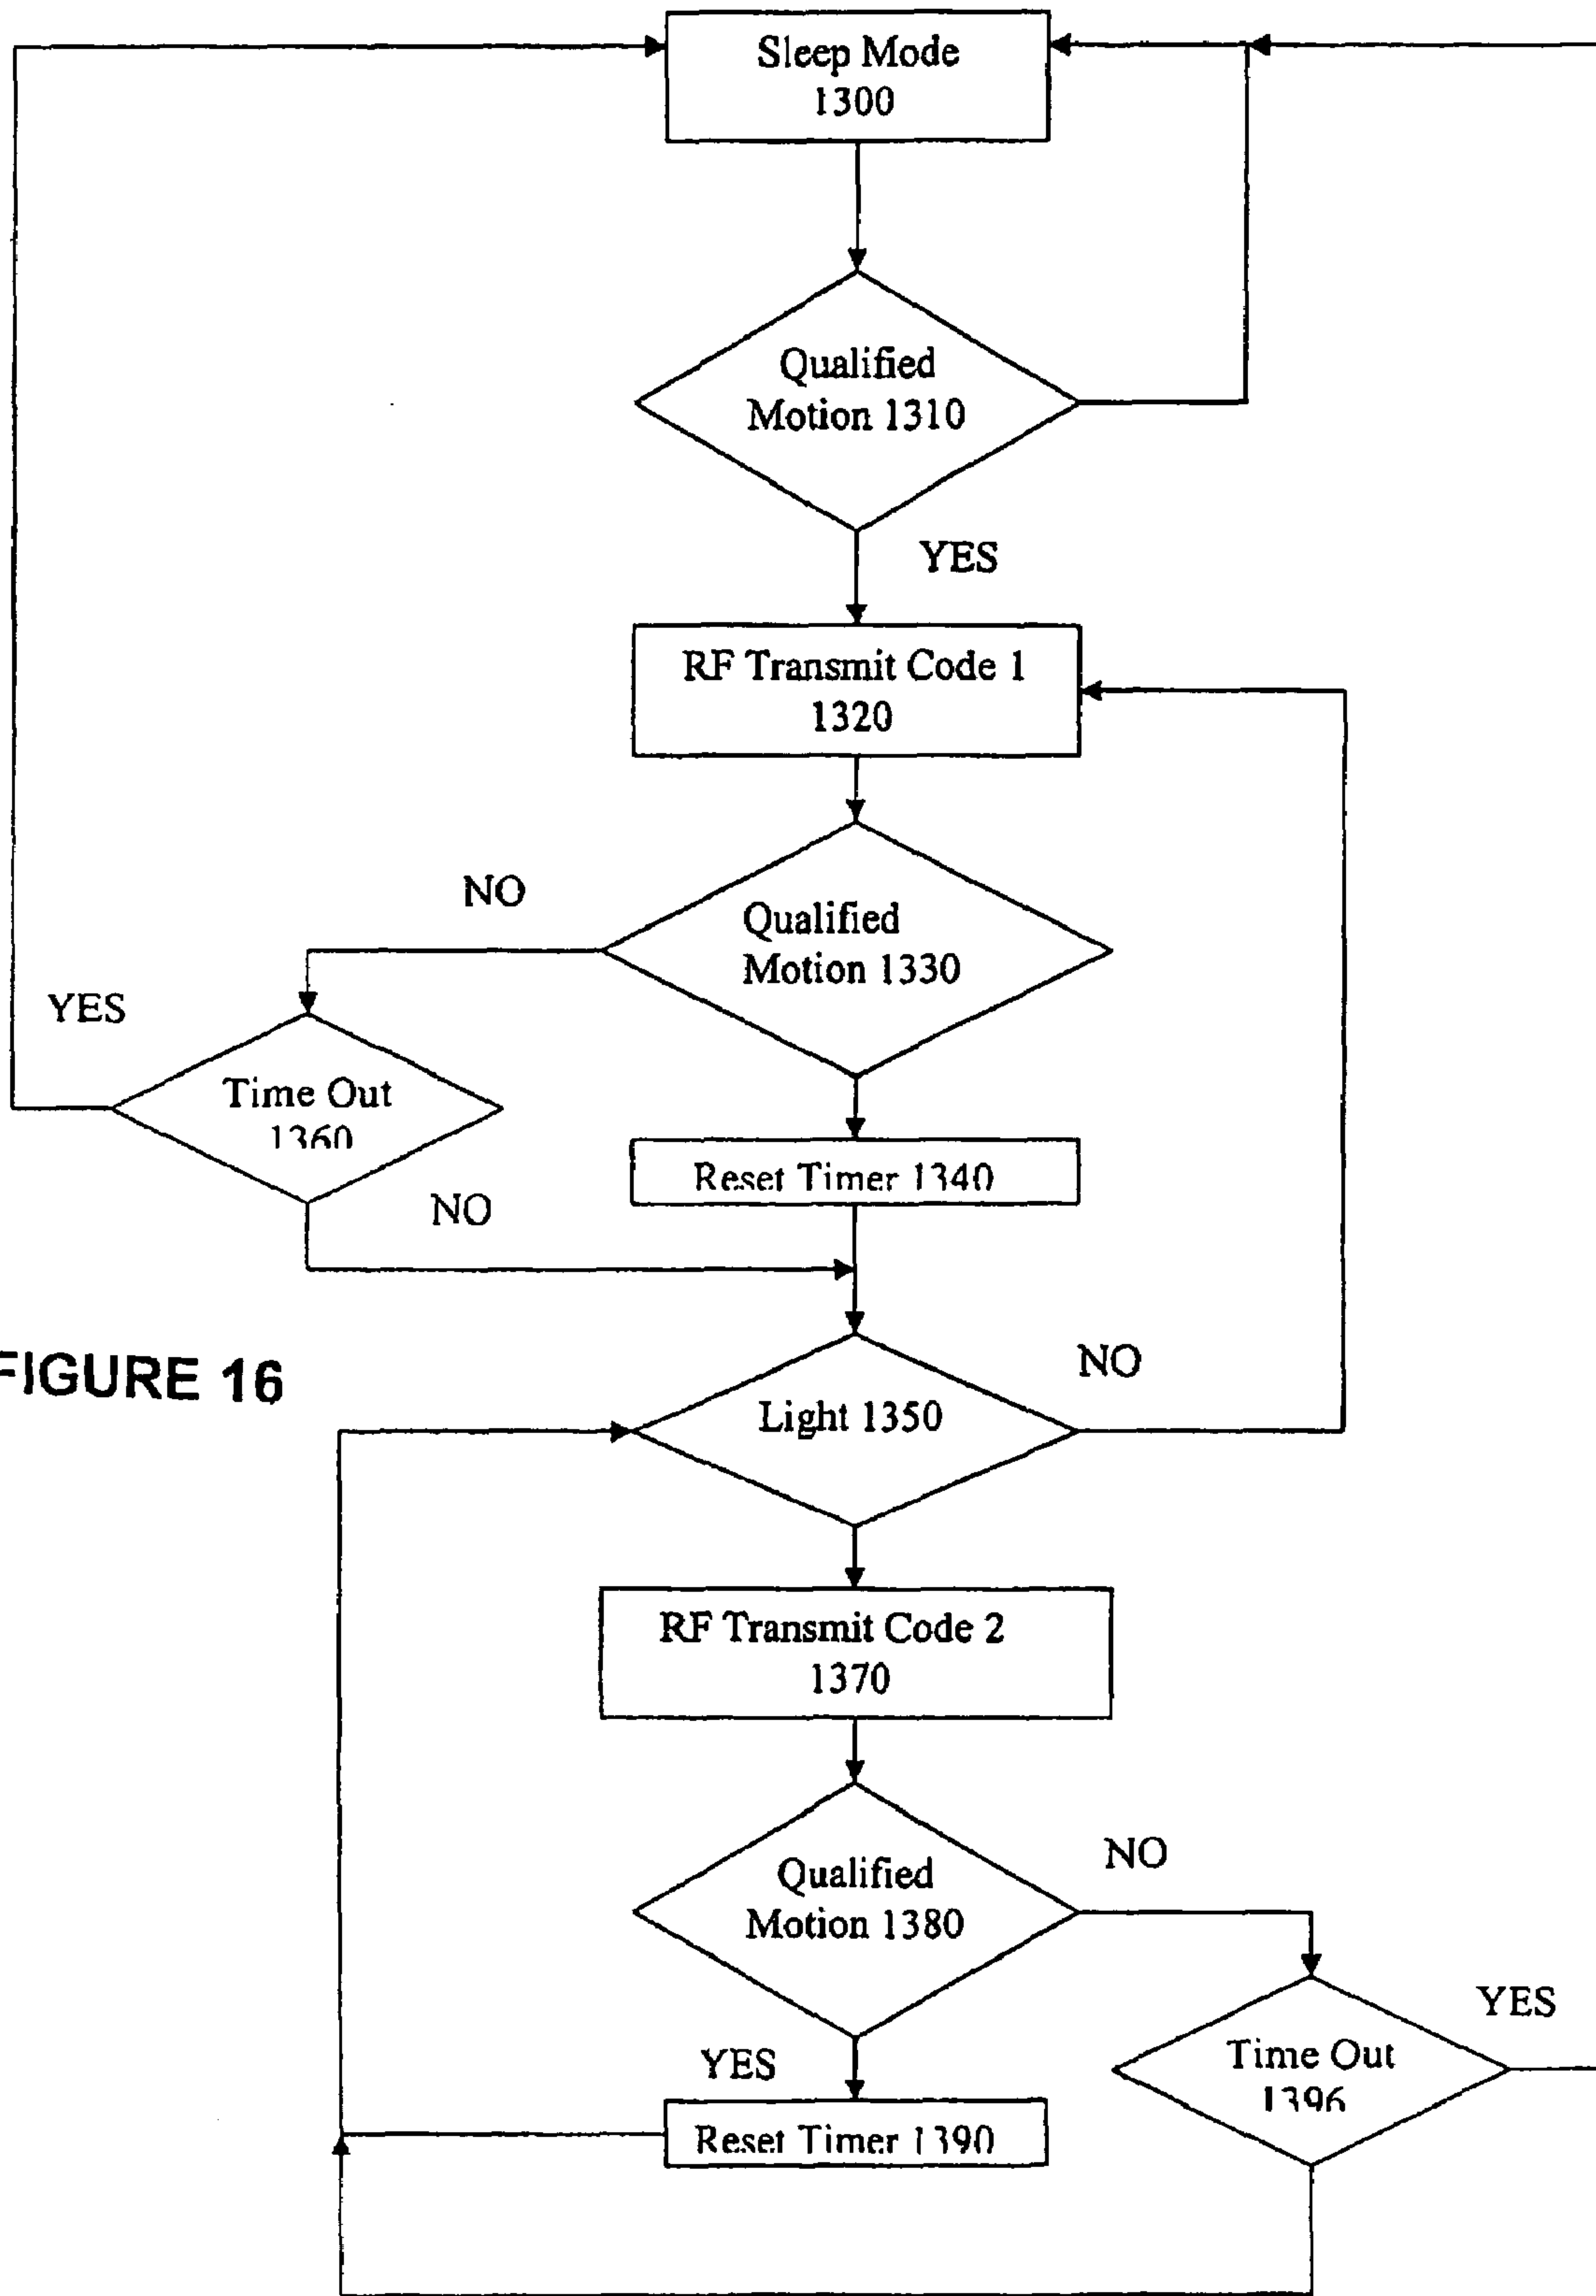 Sleep Mode
1300
Qualified
Motion 1310
YES
RF Transmit Code 1
1320
NO
Qualified
Motion 1330
YES
Time Out
1360
Reset Timer 1340
NO
FIGURE 16
NO
Light 1350
RF Transmit Code 2
1370
NO
Qualified
Motion 1380
YES
YES
Time Out
1396
Reset Timer 1390